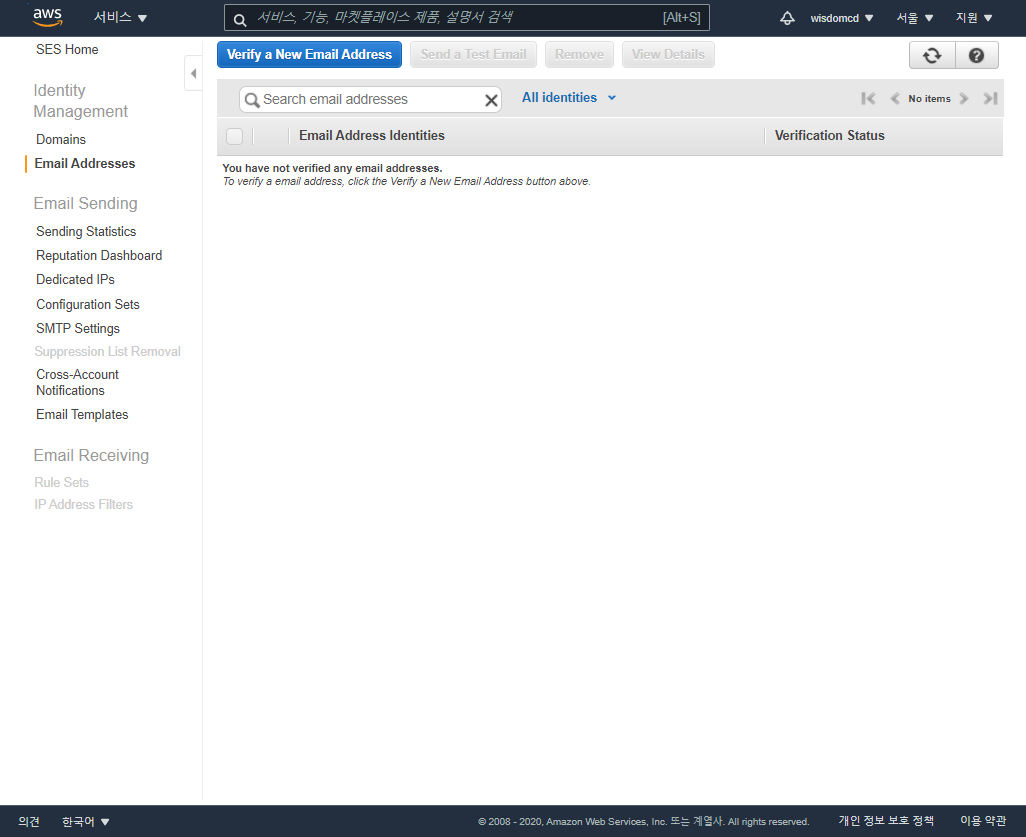 aws 서비스 서비스, 기능, 마켓플레이스 제품, 설명서 검색 [Alt+S] wisdomcd 서울 지원
SES Home
Identity
Management
Domains
Email Addresses
Email Sending
Sending Statistics
Reputation Dashboard
Dedicated IPs
Configuration Sets
SMTP Settings
Suppression List Removal
Cross-Account
Notifications
Email Templates
Email Receiving
Rule Sets
IP Address Filters
Verify a New Email Address Send a Test Email Remove View Details
Search email addresses All identities No items
Email Address Identities Verification Status
You have not verified any email addresses.
To verify a email address, click the Verify a New Email Address button above.
의견 한국어 © 2008 - 2020, Amazon Web Services, Inc. 또는 계열사. All rights reserved. 개인 정보 보호 정책 이용 약관